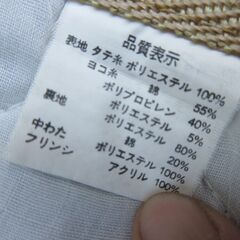 品質表示
表地 タテ糸 ポリエステル 100%
ヨコ糸 綿 55%
ポリプロピレン 40%
ポリエステル 5%
裏地 綿 80%
ポリエステル 20%
中わた ポリエステル 100%
フリンジ アクリル 100%